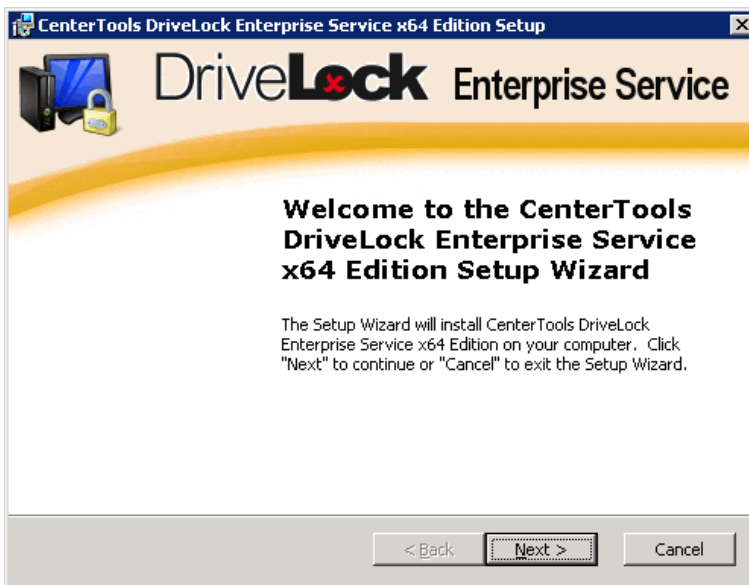 CenterTools DriveLock Enterprise Service x64 Edition Setup
DriveLock Enterprise Service
Welcome to the CenterTools
DriveLock Enterprise Service
x64 Edition Setup Wizard
The Setup Wizard will install CenterTools DriveLock
Enterprise Service x64 Edition on your computer. Click
"Next" to continue or "Cancel" to exit the Setup Wizard.
< Back Next > Cancel